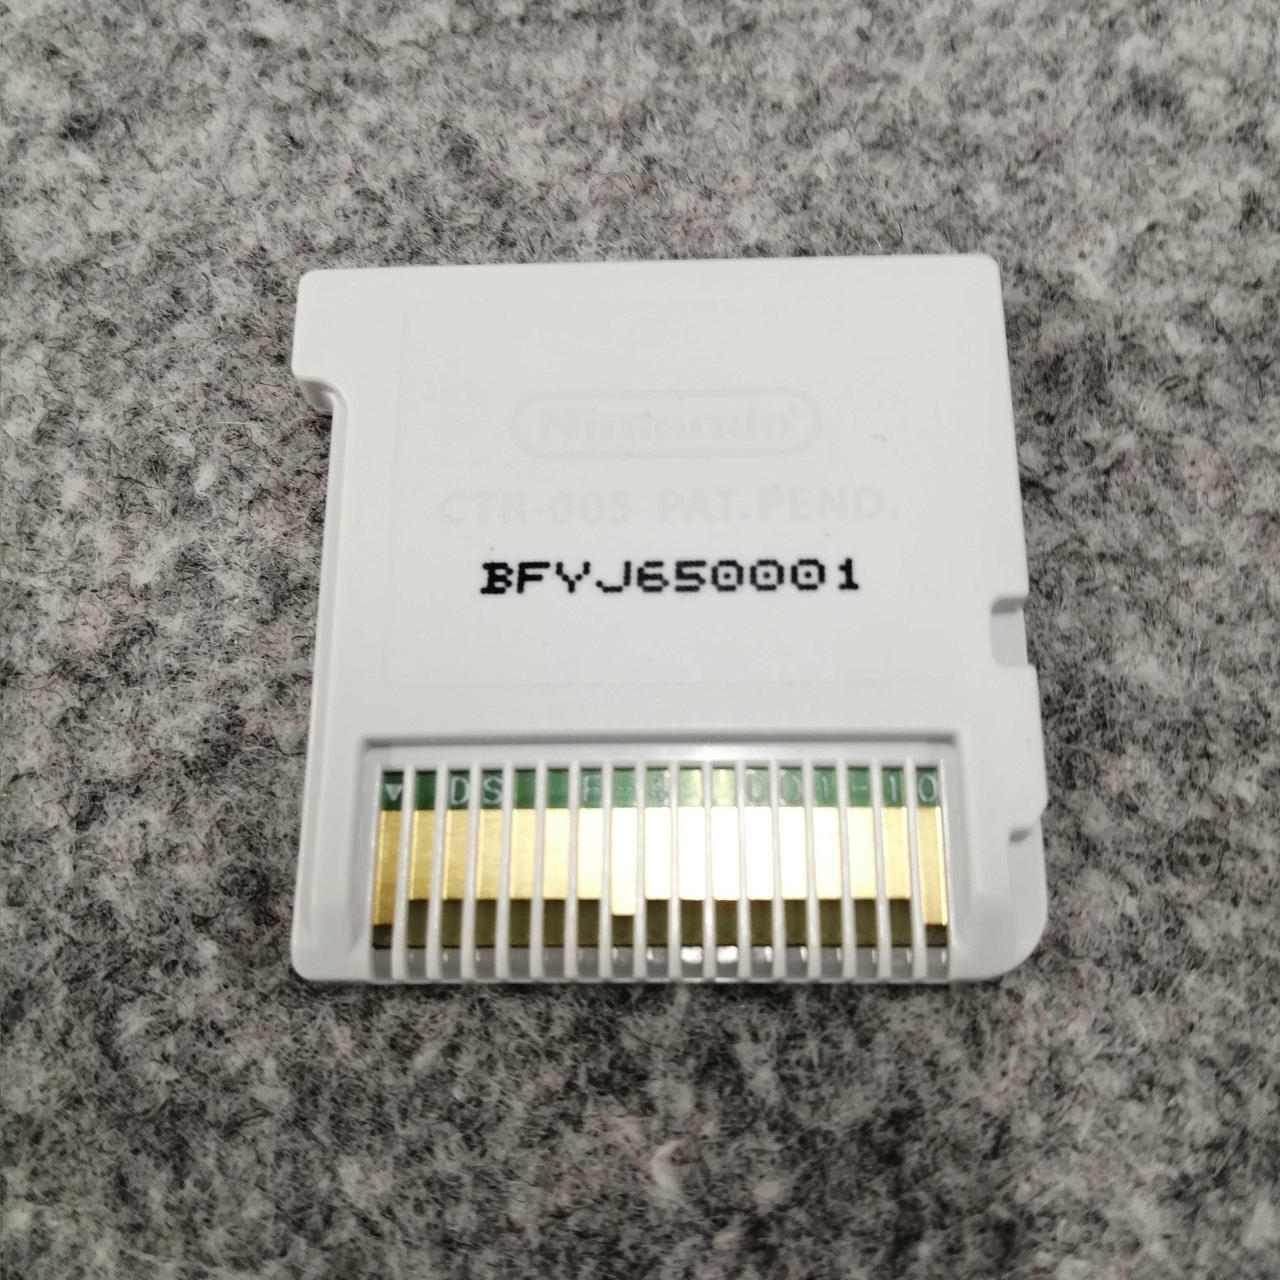 Nintendo
CTR-005 PAT.PEND.
BFYJ650001